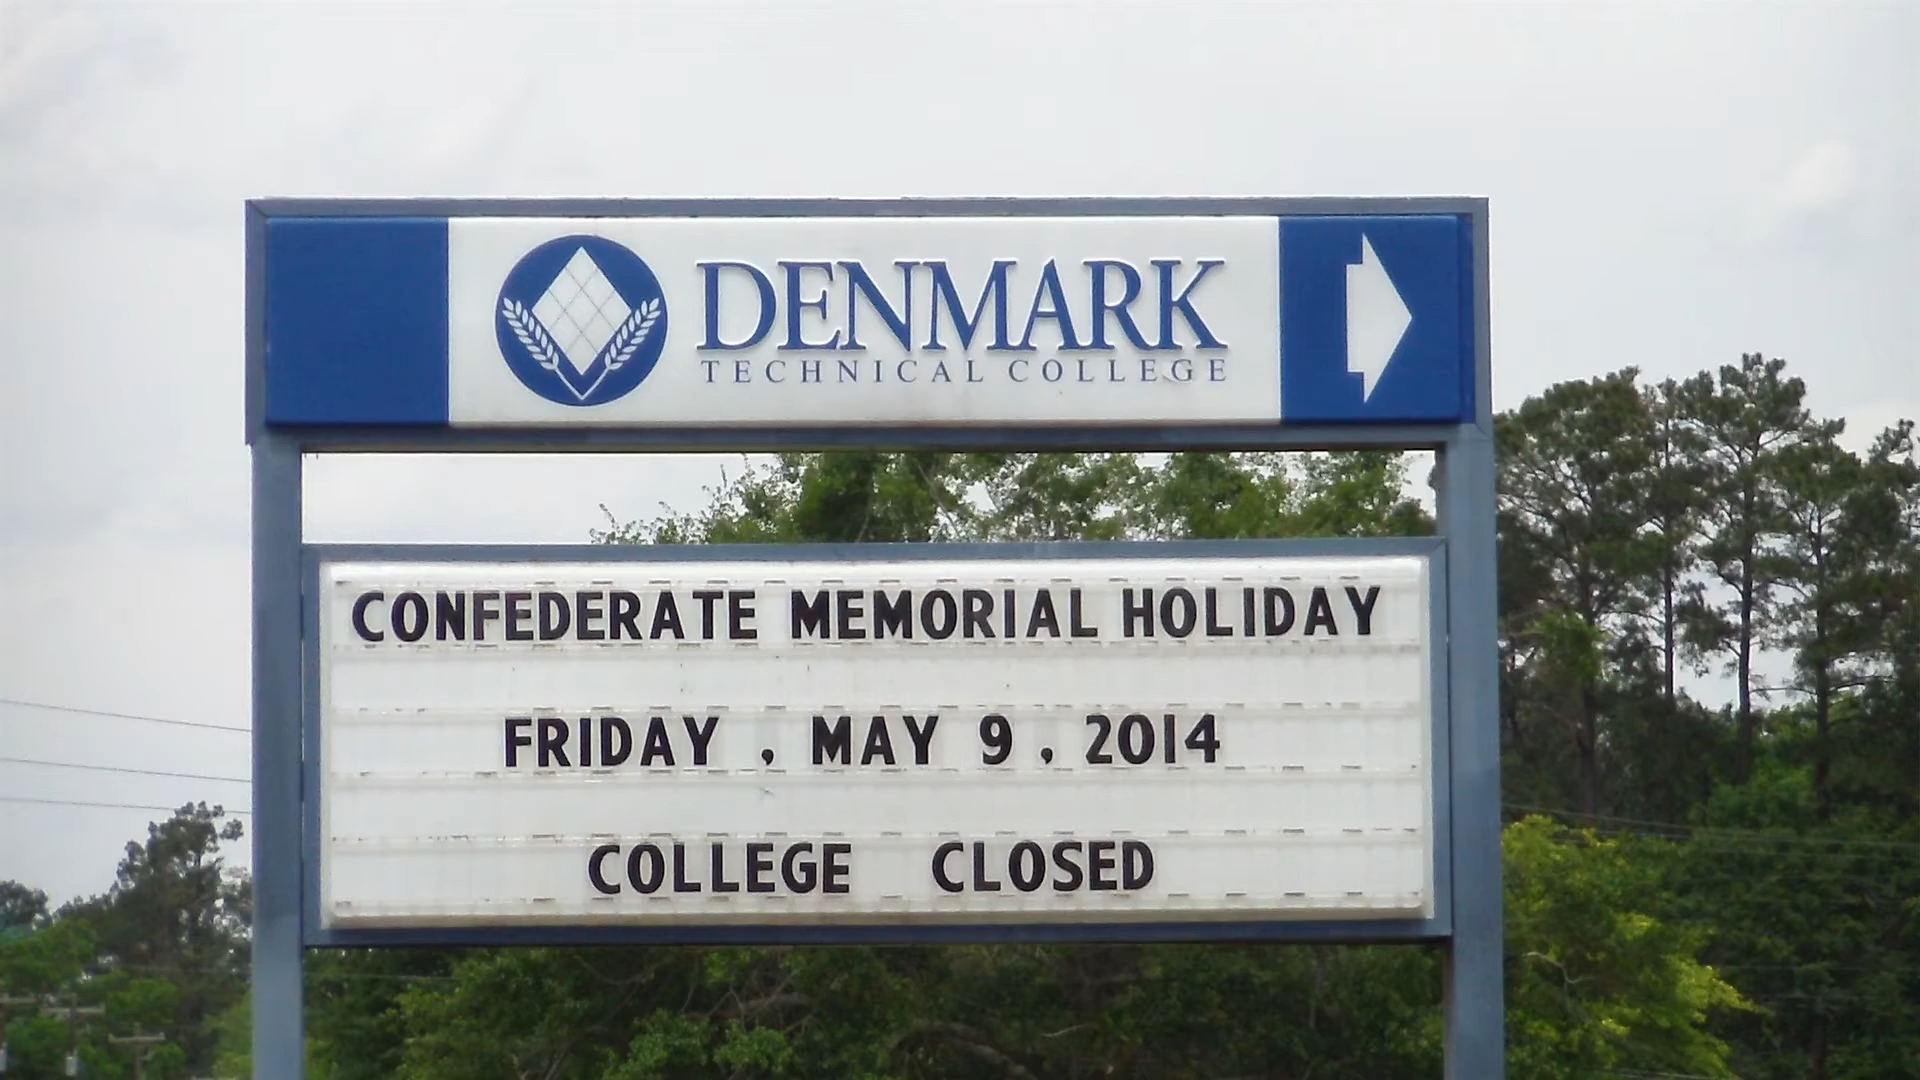 DENMARK
TECHNICAL COLLEGE
CONFEDERATE MEMORIAL HOLIDAY
FRIDAY , MAY 9 , 2014
COLLEGE CLOSED